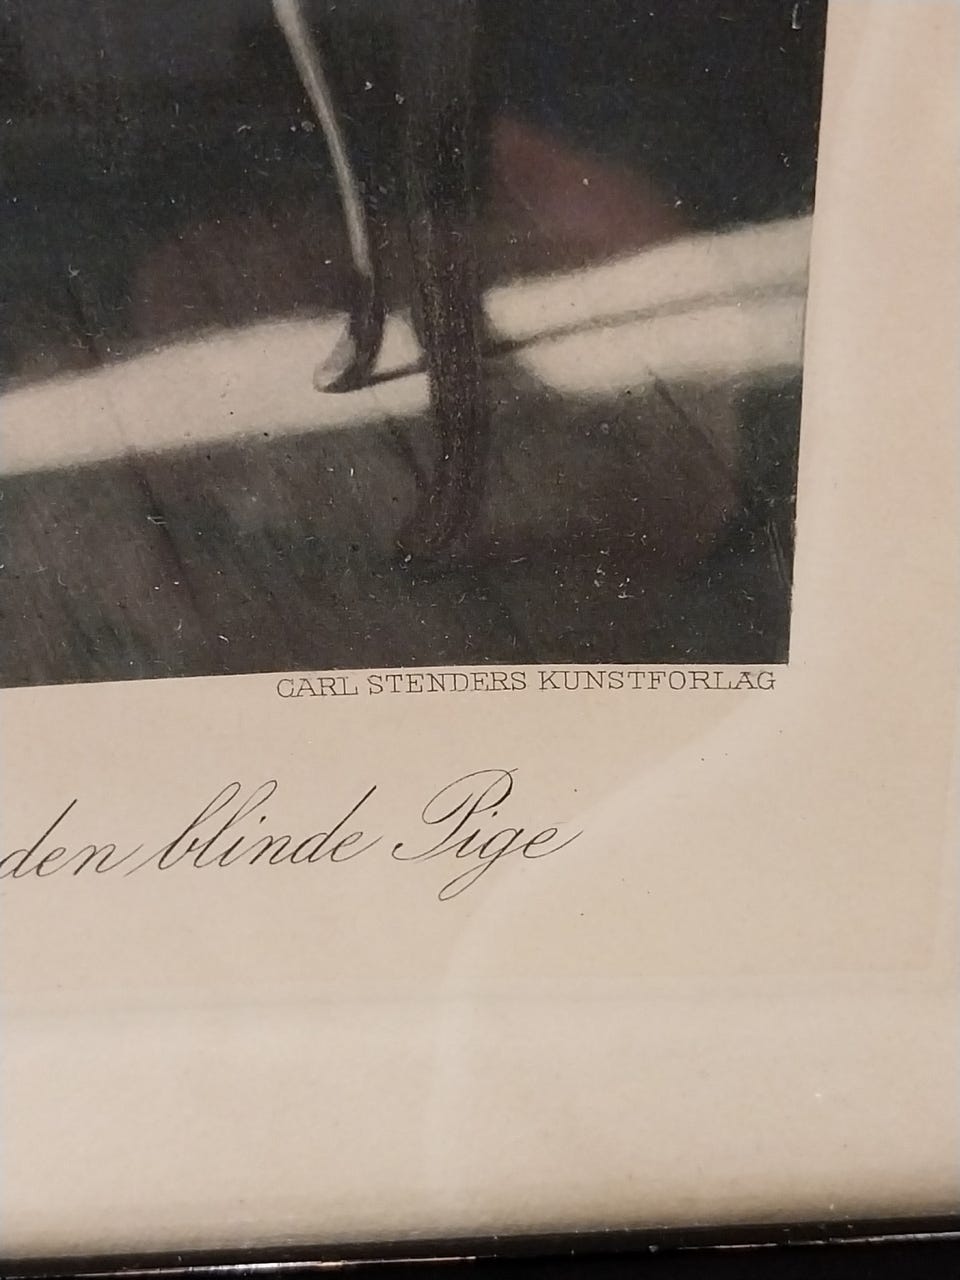 CARL STENDERS KUNSTFORLAG
den blinde Pige